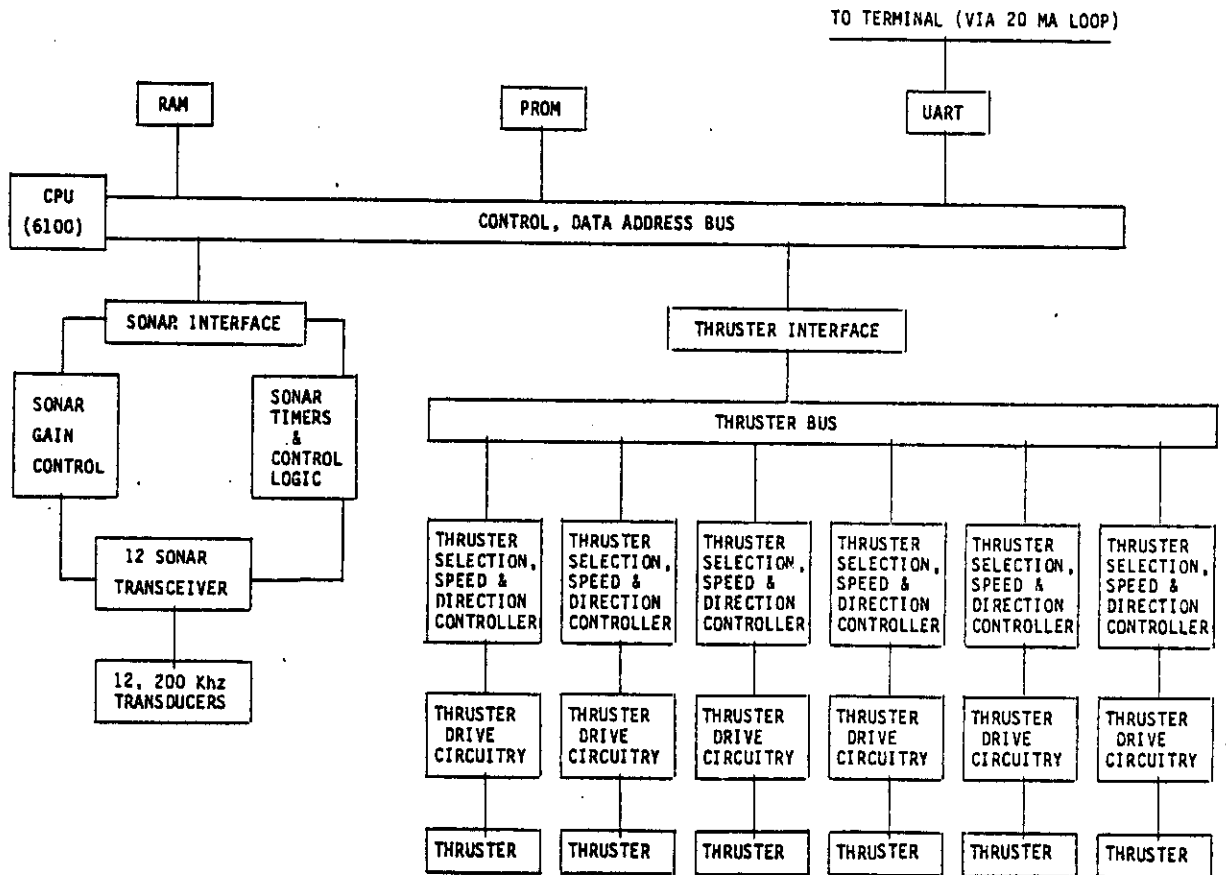 TO TERMINAL (VIA 20 MA LOOP)
RAM
PROM
UART
CPU
(6100)
CONTROL, DATA ADDRESS BUS
SONAR INTERFACE
THRUSTER INTERFACE
SONAR
GAIN
CONTROL
SONAR
TIMERS
&
CONTROL
LOGIC
THRUSTER BUS
12 SONAR
TRANSCEIVER
12, 200 Khz
TRANSDUCERS
THRUSTER
SELECTION,
SPEED &
DIRECTION
CONTROLLER
THRUSTER
SELECTION,
SPEED &
DIRECTION
CONTROLLER
THRUSTER
SELECTION,
SPEED &
DIRECTION
CONTROLLER
THRUSTER
SELECTION,
SPEED &
DIRECTION
CONTROLLER
THRUSTER
SELECTION,
SPEED &
DIRECTION
CONTROLLER
THRUSTER
SELECTION,
SPEED &
DIRECTION
CONTROLLER
THRUSTER
DRIVE
CIRCUITRY
THRUSTER
DRIVE
CIRCUITRY
THRUSTER
DRIVE
CIRCUITRY
THRUSTER
DRIVE
CIRCUITRY
THRUSTER
DRIVE
CIRCUITRY
THRUSTER
DRIVE
CIRCUITRY
THRUSTER
THRUSTER
THRUSTER
THRUSTER
THRUSTER
THRUSTER